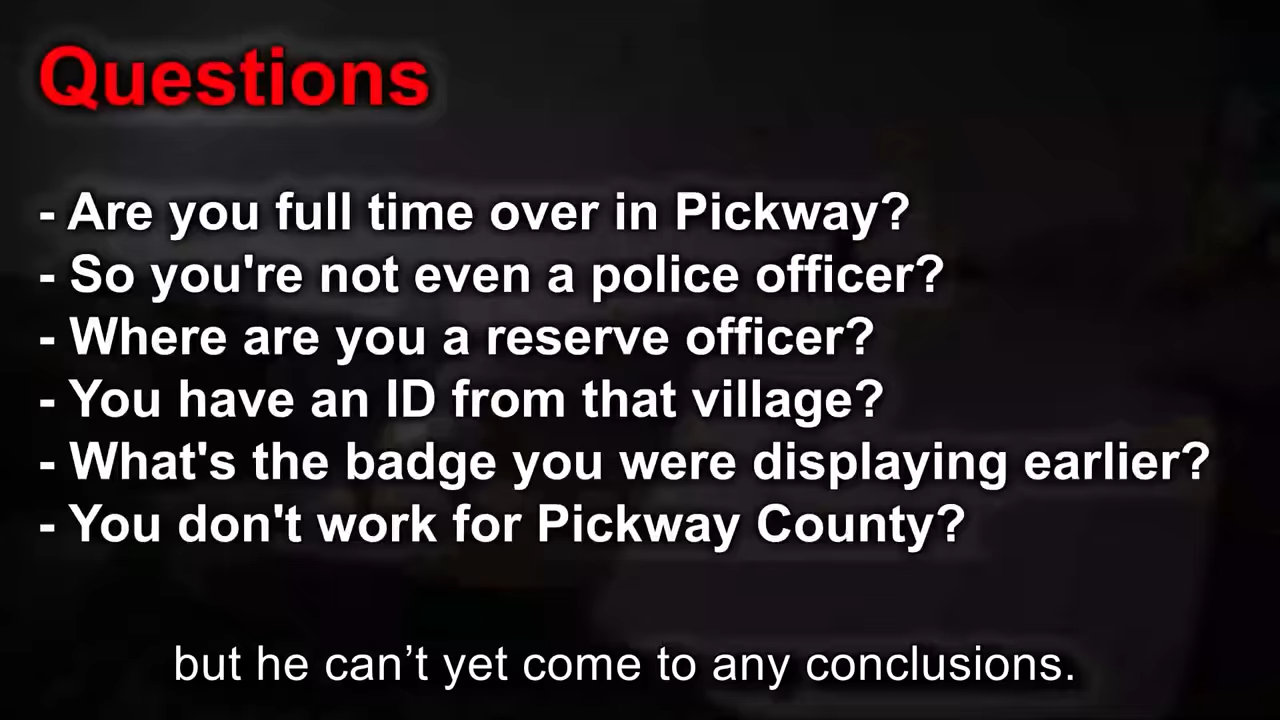 Questions
- Are you full time over in Pickway?
- So you're not even a police officer?
- Where are you a reserve officer?
- You have an ID from that village?
- What's the badge you were displaying earlier?
- You don't work for Pickway County?
but he can’t yet come to any conclusions.